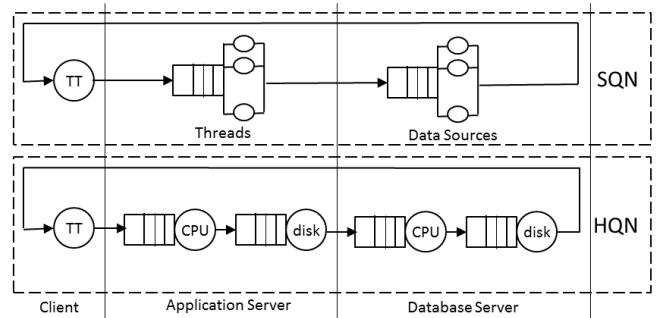 TT
SQN
Threads
Data Sources
TT
CPU
disk
CPU
disk
HQN
Client
Application Server
Database Server